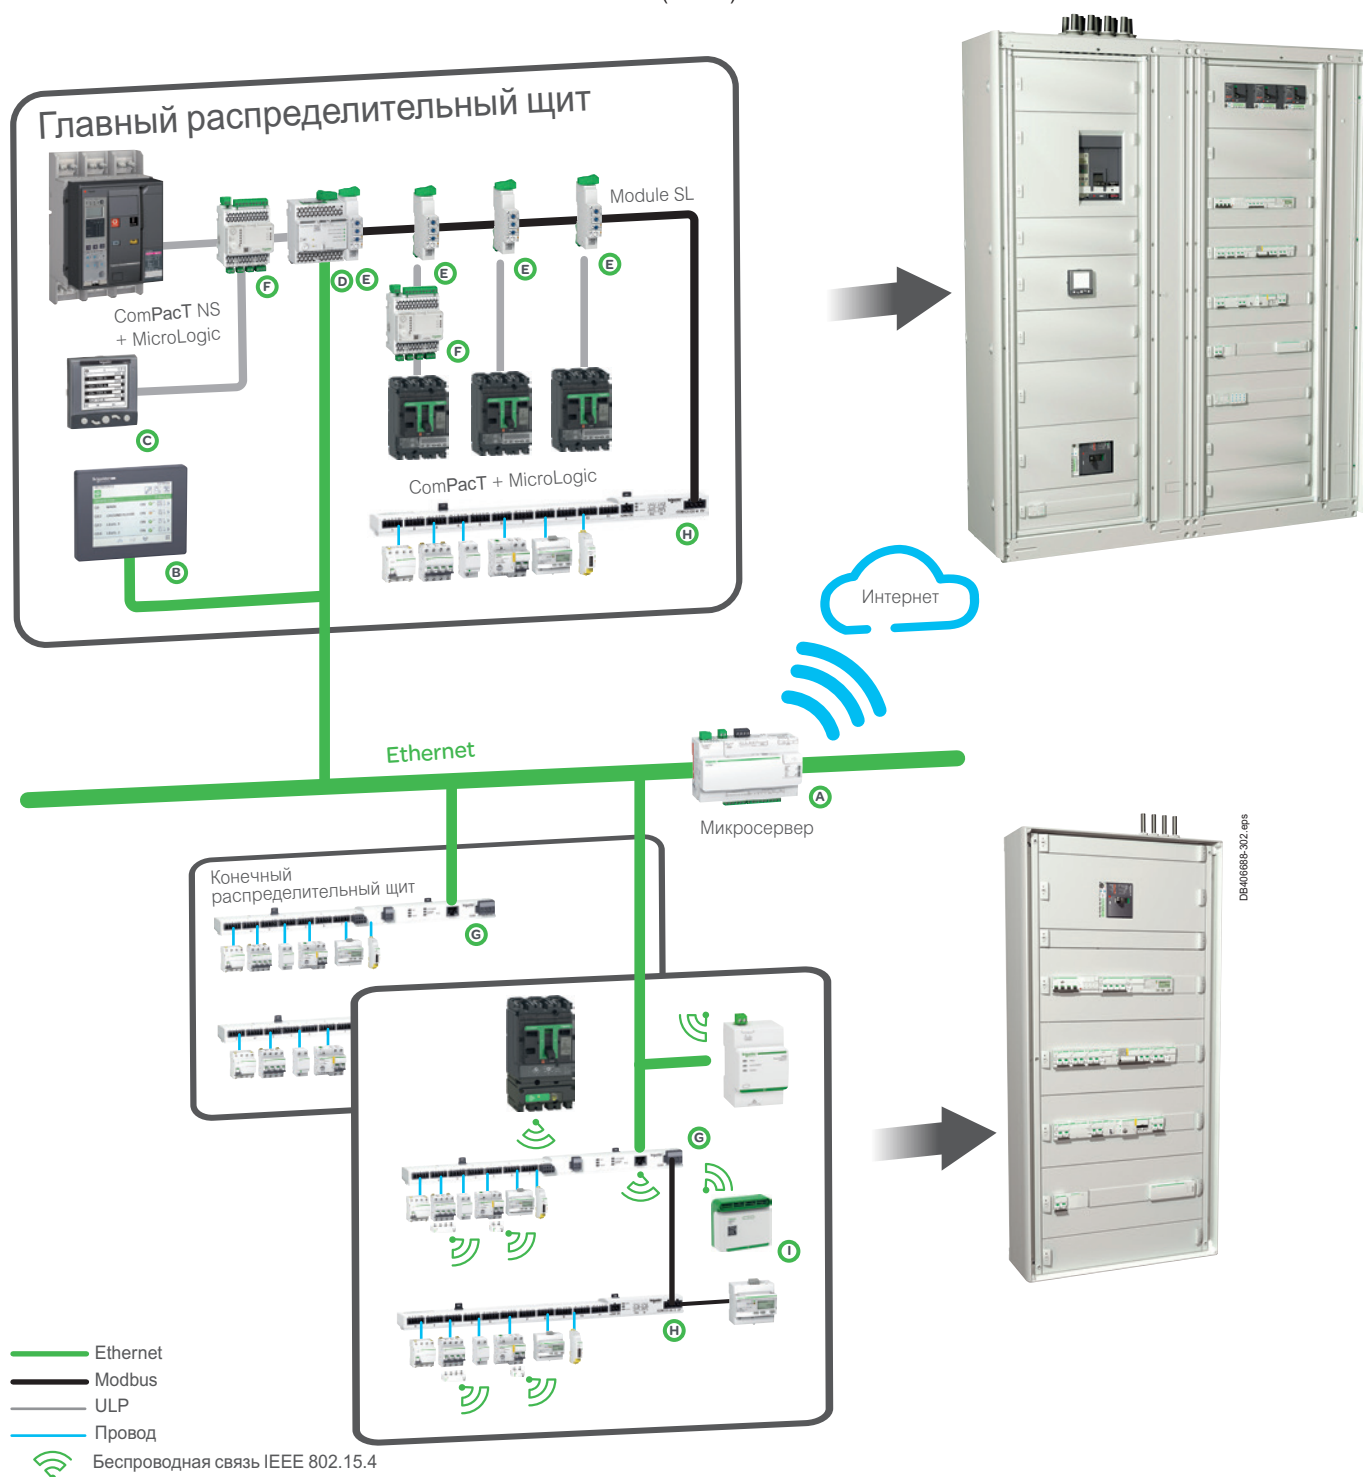 Главный распределительный щит
Module SL
F
D
E
E
E
E
ComPacT NS
+ MicroLogic
F
C
ComPacT + MicroLogic
H
B
Интернет
Ethernet
A
Микросервер
DB406688-302.eps
Конечный
распределительный щит
G
G
I
H
Ethernet
Modbus
ULP
Провод
Беспроводная связь IEEE 802.15.4